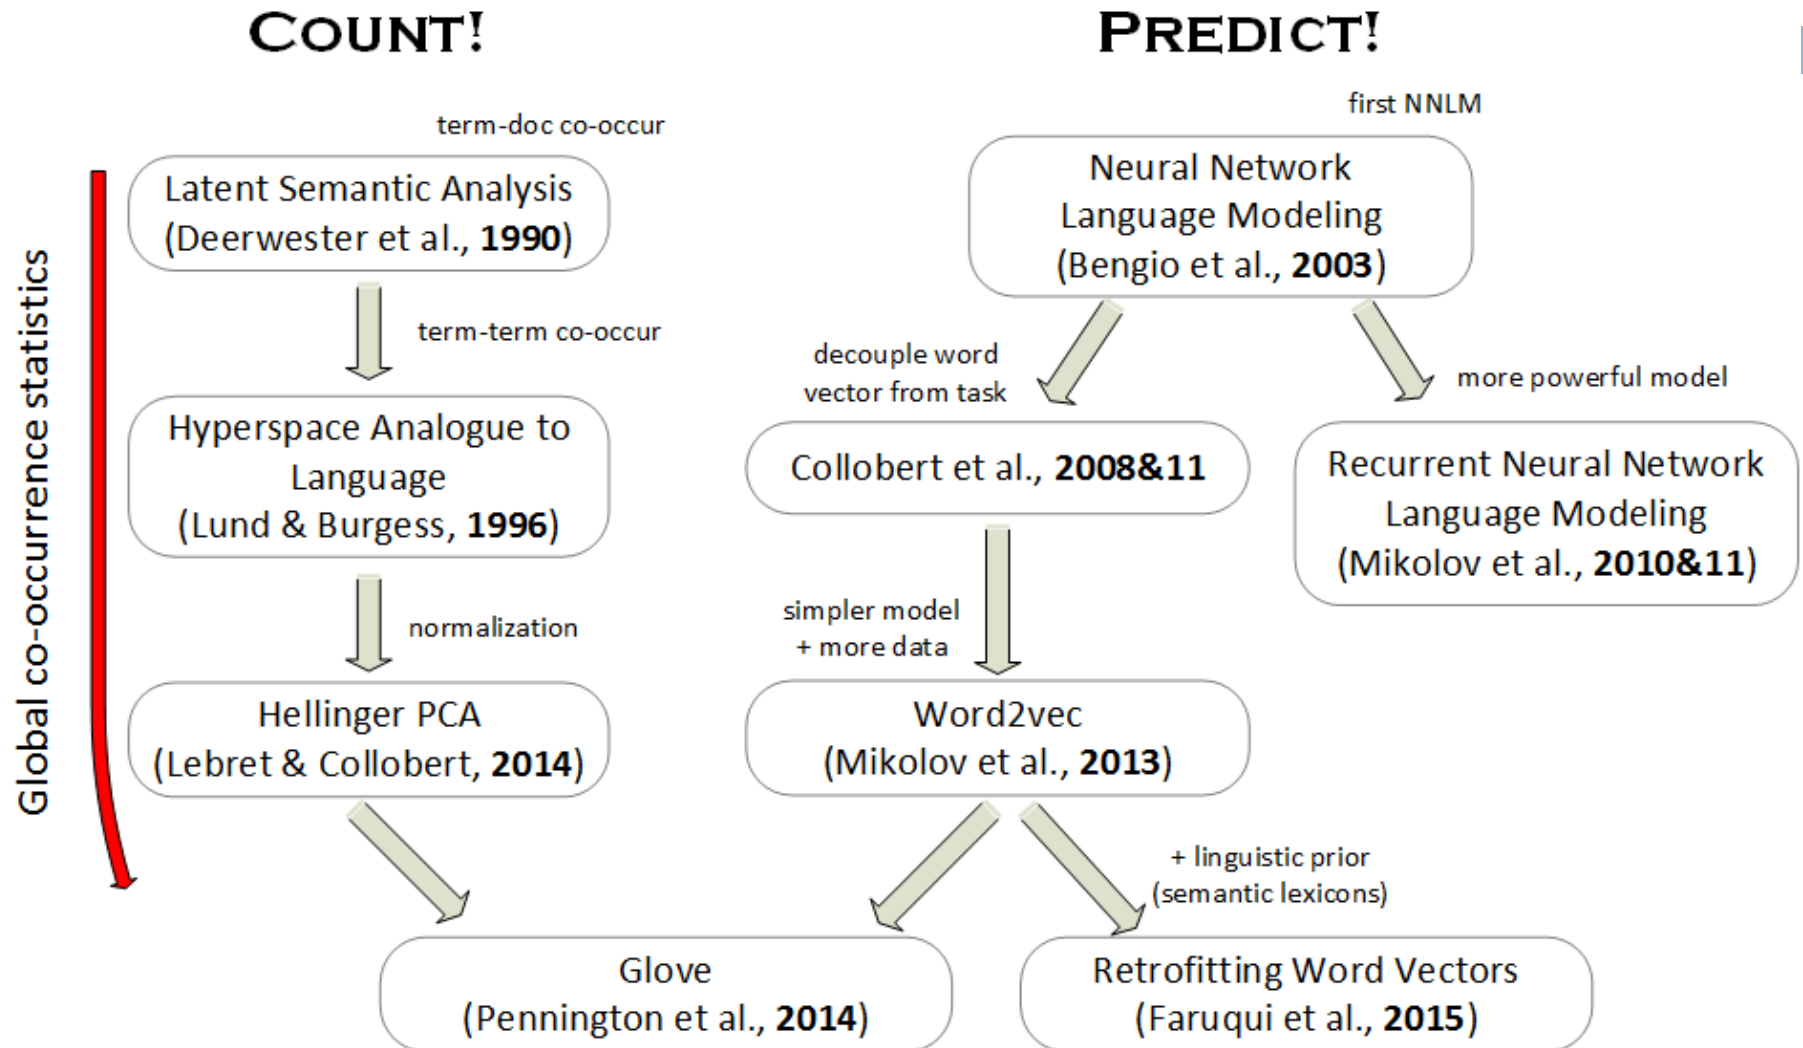 COUNT!
PREDICT!
Global co-occurrence statistics
term-doc co-occur
Latent Semantic Analysis
(Deerwester et al., 1990)
term-term co-occur
Hyperspace Analogue to
Language
(Lund & Burgess, 1996)
normalization
Hellinger PCA
(Lebret & Collobert, 2014)
first NNLM
Neural Network
Language Modeling
(Bengio et al., 2003)
decouple word
vector from task
more powerful model
Collobert et al., 2008&11
Recurrent Neural Network
Language Modeling
(Mikolov et al., 2010&11)
simpler model
+ more data
Word2vec
(Mikolov et al., 2013)
+ linguistic prior
(semantic lexicons)
Glove
(Pennington et al., 2014)
Retrofitting Word Vectors
(Faruqui et al., 2015)